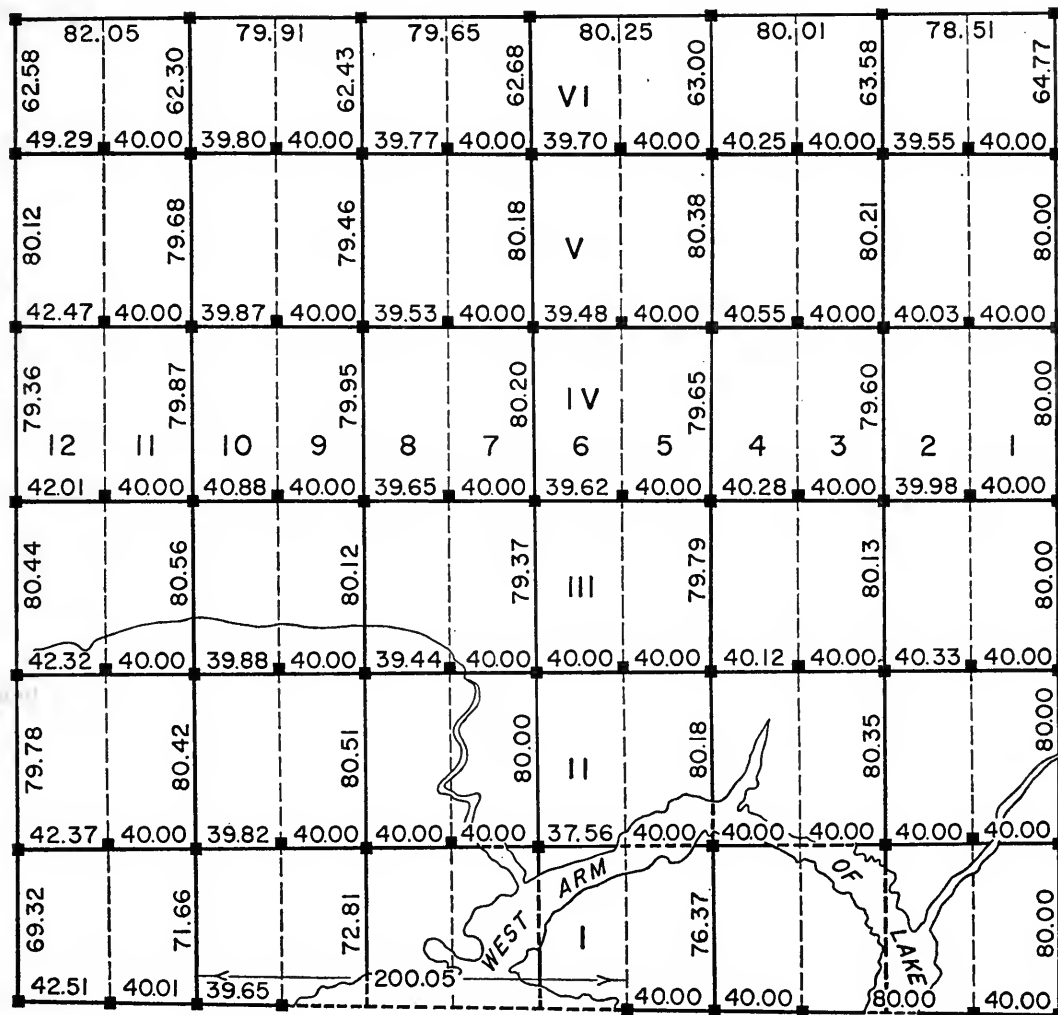 82.05 79.91 79.65 80.125 80.01 78.51
62.58 62.30 62.43 62.68 VI 63.00 63.58 64.77
49.29 40.00 39.80 40.00 39.77 40.00 39.70 40.00 40.25 40.00 39.55 40.00
80.12 79.68 79.46 80.18 V 80.38 80.21 80.00
42.47 40.00 39.87 40.00 39.53 40.00 39.48 40.00 40.55 40.00 40.03 40.00
79.36 79.87 79.95 80.20 IV 79.65 79.60 80.00
12 11 10 9 8 7 6 5 4 3 2 1
42.01 40.00 40.88 40.00 39.65 40.00 39.62 40.00 40.28 40.00 39.98 40.00
80.44 80.56 80.12 79.37 III 79.79 80.13 80.00
42.32 40.00 39.88 40.00 39.44 40.00 40.00 40.00 40.12 40.00 40.33 40.00
79.78 80.42 80.51 80.00 II 80.18 80.35 80.00
42.37 40.00 39.82 40.00 40.00 40.00 37.56 40.00 40.00 40.00 40.00 40.00
69.32 71.66 72.81 WEST ARM I 76.37 OF LAKE 80.00
200.05
42.51 40.01 39.65 40.00 40.00 80.00 40.00